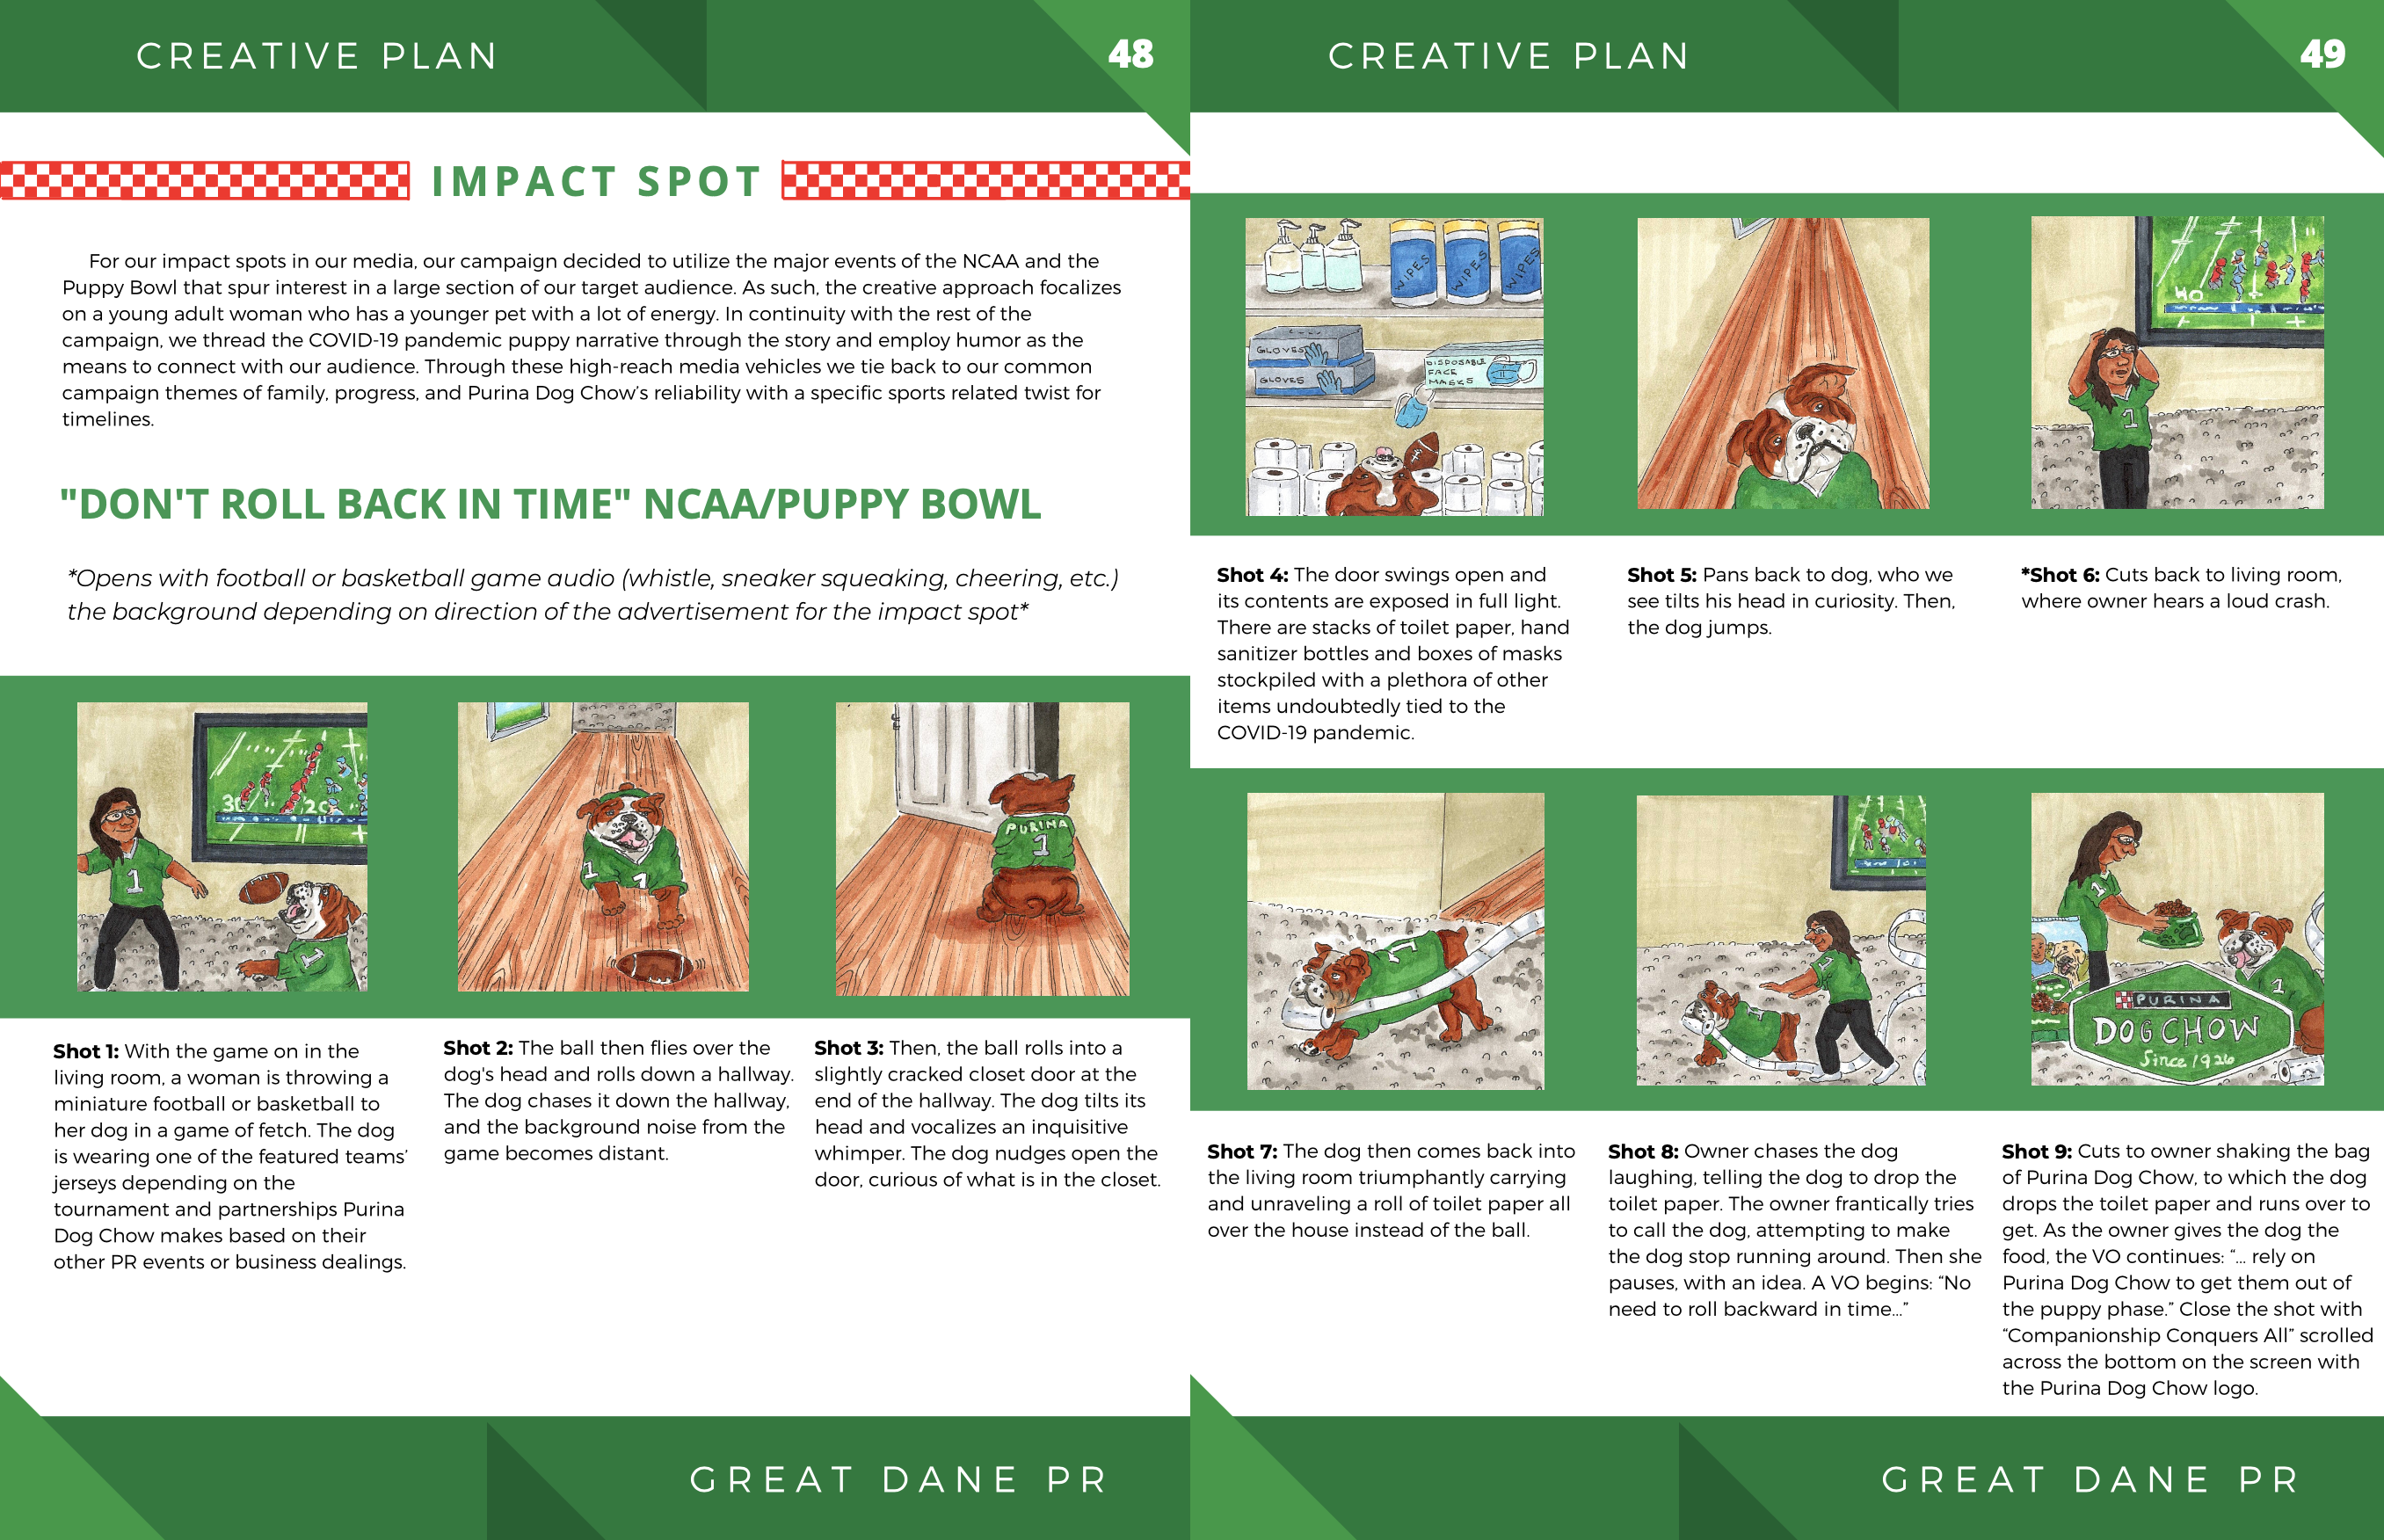 CREATIVE PLAN
48
IMPACT SPOT
For our impact spots in our media, our campaign decided to utilize the major events of the NCAA and the
Puppy Bowl that spur interest in a large section of our target audience. As such, the creative approach focalizes
on a young adult woman who has a younger pet with a lot of energy. In continuity with the rest of the
campaign, we thread the COVID-19 pandemic puppy narrative through the story and employ humor as the
means to connect with our audience. Through these high-reach media vehicles we tie back to our common
campaign themes of family, progress, and Purina Dog Chow’s reliability with a specific sports related twist for
timelines.
"DON'T ROLL BACK IN TIME" NCAA/PUPPY BOWL
*Opens with football or basketball game audio (whistle, sneaker squeaking, cheering, etc.)
the background depending on direction of the advertisement for the impact spot*
30
20
1
1
1
1
PURINA
1
Shot 1: With the game on in the
living room, a woman is throwing a
miniature football or basketball to
her dog in a game of fetch. The dog
is wearing one of the featured teams’
jerseys depending on the
tournament and partnerships Purina
Dog Chow makes based on their
other PR events or business dealings.
Shot 2: The ball then flies over the
dog's head and rolls down a hallway.
The dog chases it down the hallway,
and the background noise from the
game becomes distant.
Shot 3: Then, the ball rolls into a
slightly cracked closet door at the
end of the hallway. The dog tilts its
head and vocalizes an inquisitive
whimper. The dog nudges open the
door, curious of what is in the closet.
GREAT DANE PR
CREATIVE PLAN
49
WIPES
WIPES
WIPES
GLOVES
GLOVES
DISPOSABLE
FACE
MASKS
40
1
Shot 4: The door swings open and
its contents are exposed in full light.
There are stacks of toilet paper, hand
sanitizer bottles and boxes of masks
stockpiled with a plethora of other
items undoubtedly tied to the
COVID-19 pandemic.
Shot 5: Pans back to dog, who we
see tilts his head in curiosity. Then,
the dog jumps.
*Shot 6: Cuts back to living room,
where owner hears a loud crash.
1
1
1
1
PURINA
DOG CHOW
Since 1926
Shot 7: The dog then comes back into
the living room triumphantly carrying
and unraveling a roll of toilet paper all
over the house instead of the ball.
Shot 8: Owner chases the dog
laughing, telling the dog to drop the
toilet paper. The owner frantically tries
to call the dog, attempting to make
the dog stop running around. Then she
pauses, with an idea. A VO begins: “No
need to roll backward in time...”
Shot 9: Cuts to owner shaking the bag
of Purina Dog Chow, to which the dog
drops the toilet paper and runs over to
get. As the owner gives the dog the
food, the VO continues: “... rely on
Purina Dog Chow to get them out of
the puppy phase.” Close the shot with
“Companionship Conquers All” scrolled
across the bottom on the screen with
the Purina Dog Chow logo.
GREAT DANE PR